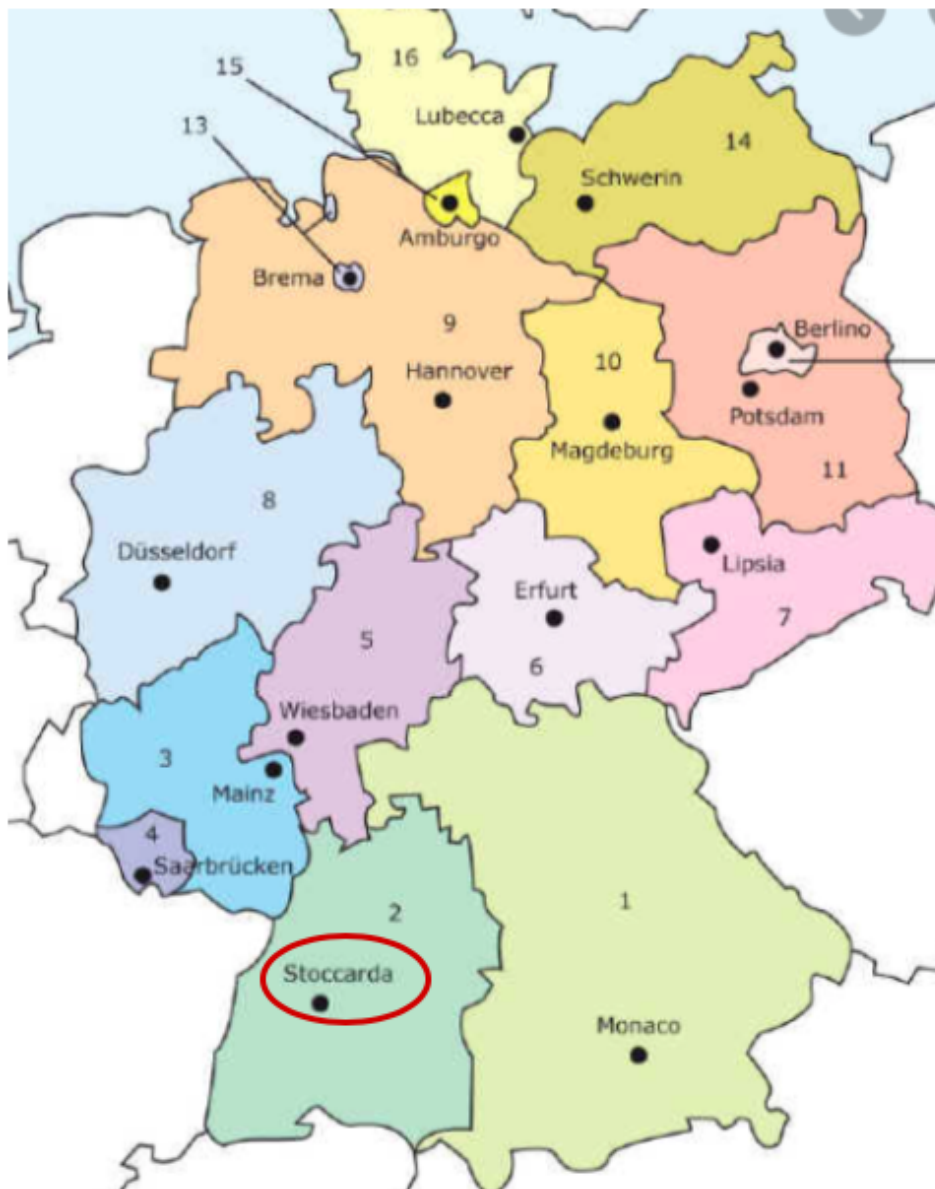 16
15
Lubecca
13
14
Schwerin
Amburgo
Brema
9
Berlino
10
Hannover
Potsdam
Magdeburg
11
8
Düsseldorf
Lipsia
Erfurt
7
5
6
Wiesbaden
3
Mainz
4
Saarbrücken
1
2
Stoccarda
Monaco